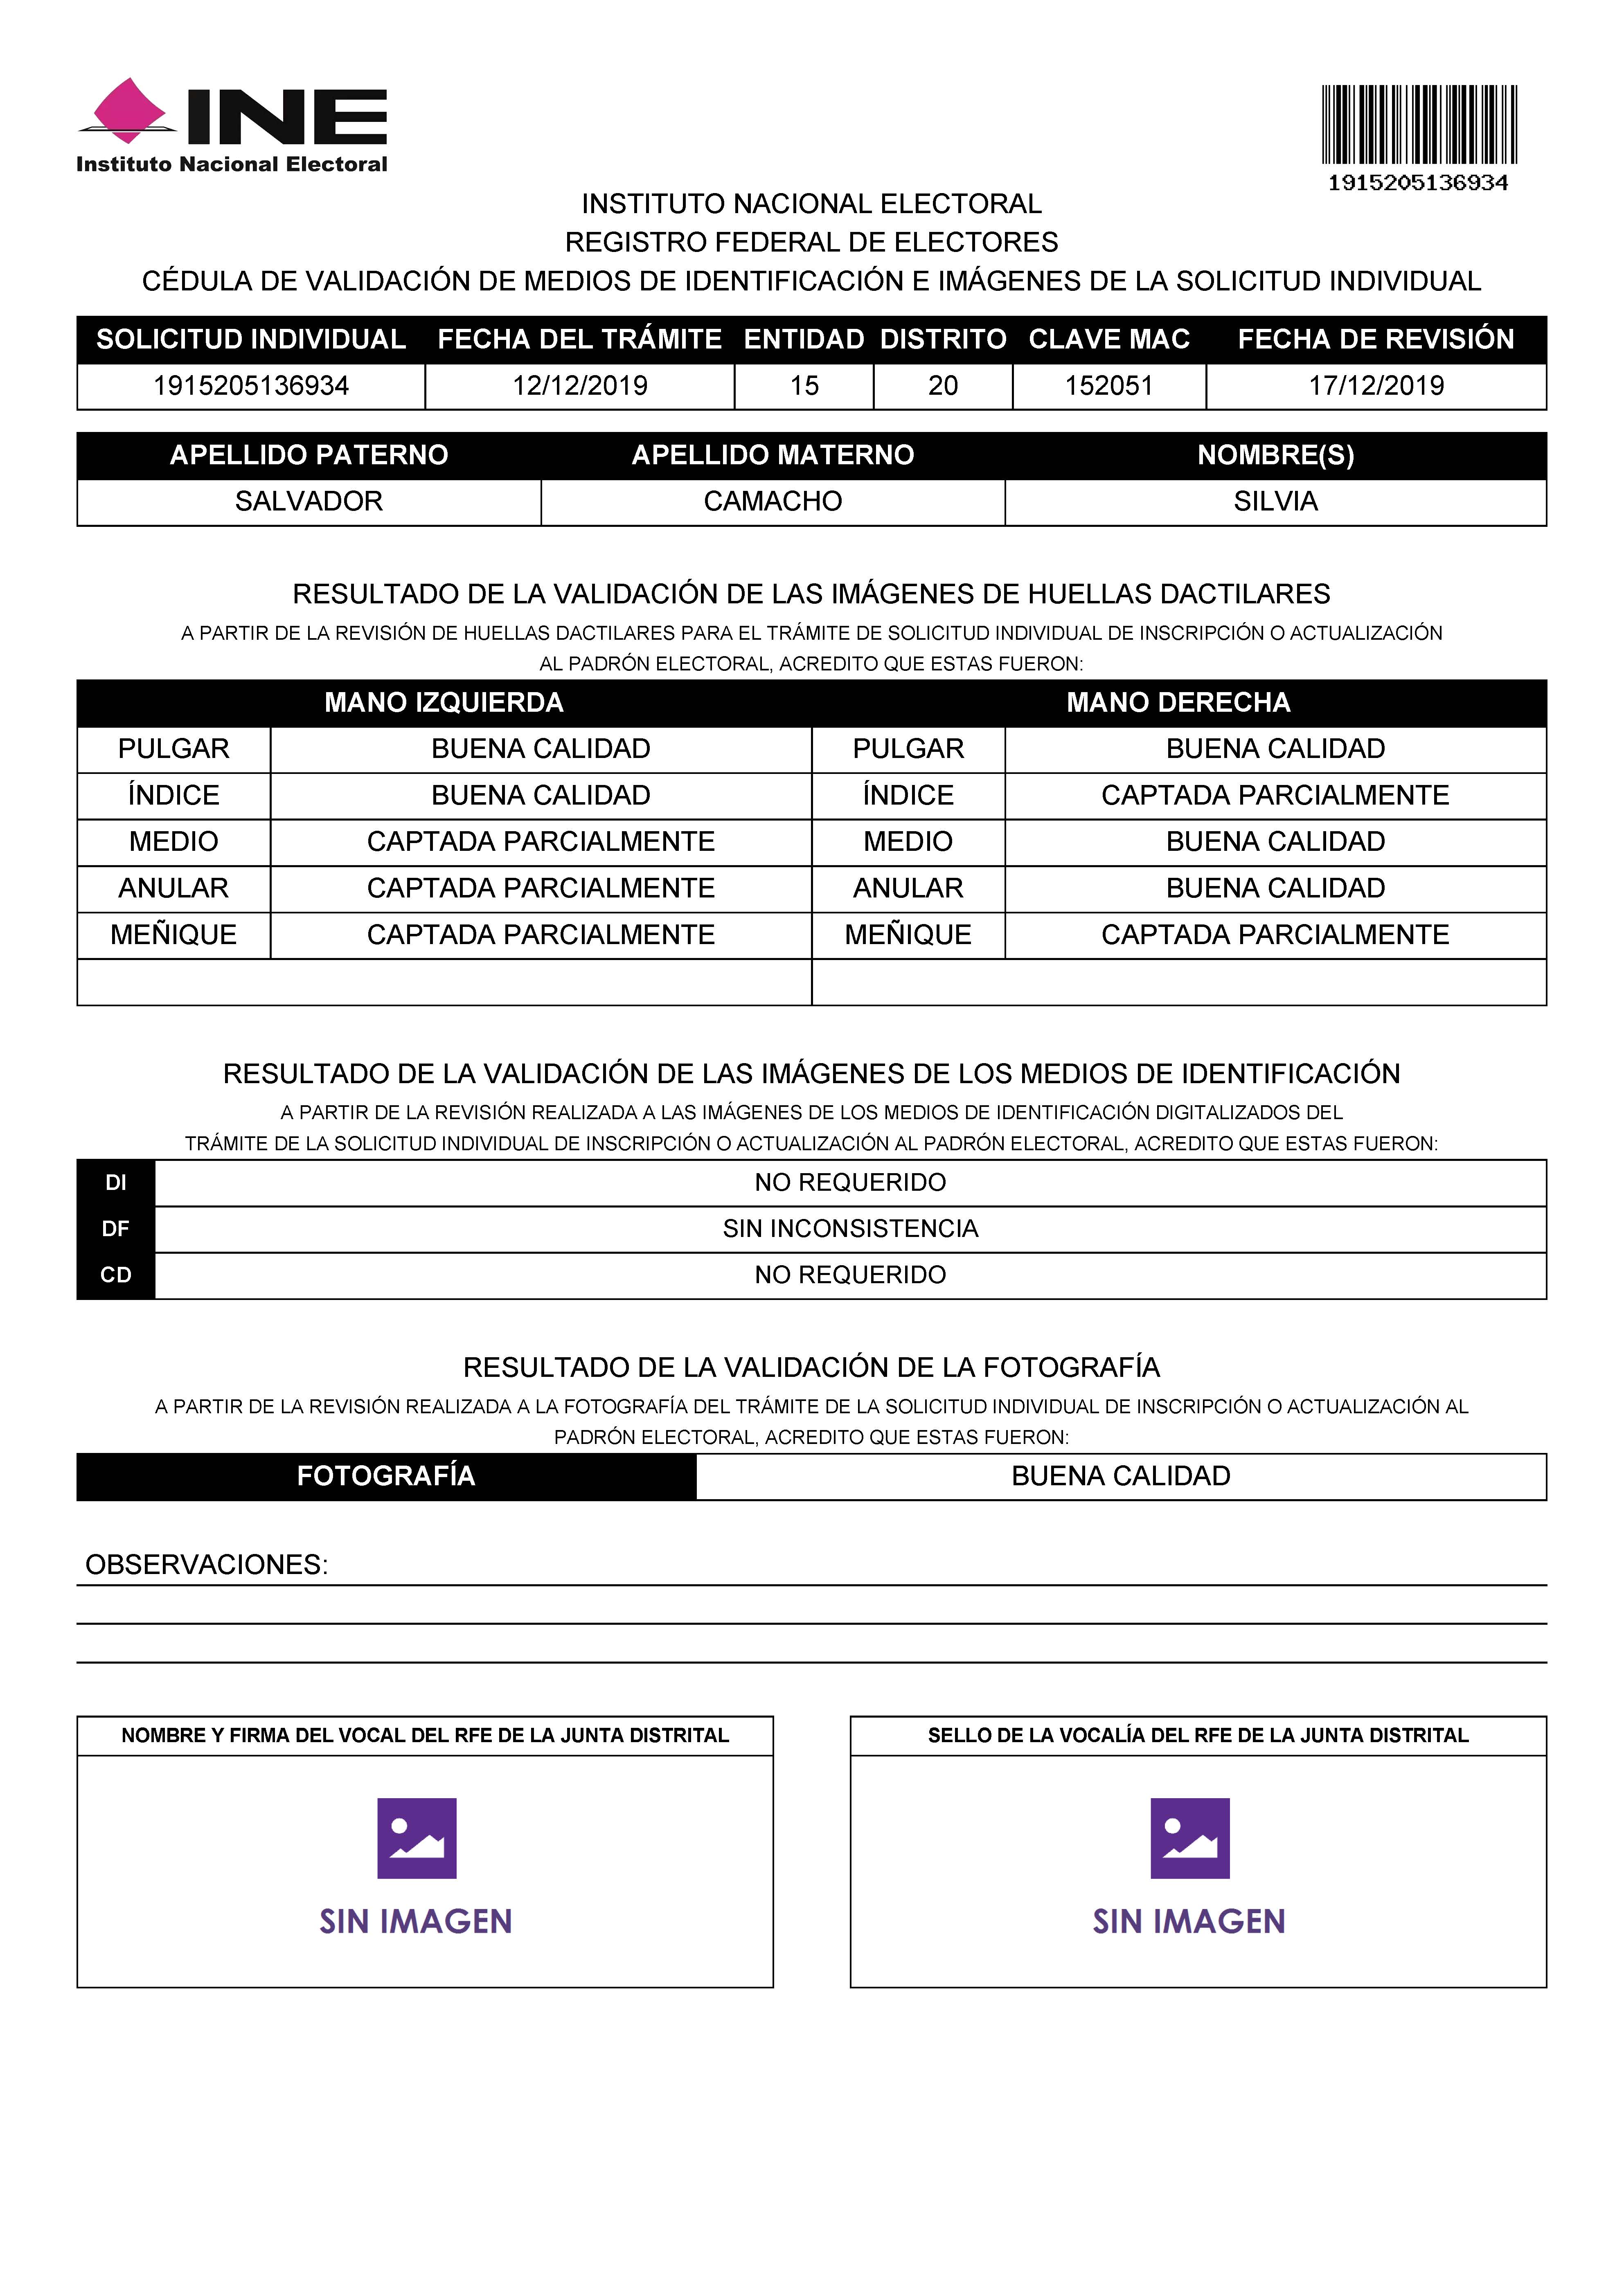 INE
Instituto Nacional Electoral
1915205136934
INSTITUTO NACIONAL ELECTORAL
REGISTRO FEDERAL DE ELECTORES
CÉDULA DE VALIDACIÓN DE MEDIOS DE IDENTIFICACIÓN E IMÁGENES DE LA SOLICITUD INDIVIDUAL
SOLICITUD INDIVIDUAL FECHA DEL TRÁMITE ENTIDAD DISTRITO CLAVE MAC FECHA DE REVISIÓN
1915205136934 12/12/2019 15 20 152051 17/12/2019
APELLIDO PATERNO APELLIDO MATERNO NOMBRE(S)
SALVADOR CAMACHO SILVIA
RESULTADO DE LA VALIDACIÓN DE LAS IMÁGENES DE HUELLAS DACTILARES
A PARTIR DE LA REVISIÓN DE HUELLAS DACTILARES PARA EL TRÁMITE DE SOLICITUD INDIVIDUAL DE INSCRIPCIÓN O ACTUALIZACIÓN
AL PADRÓN ELECTORAL, ACREDITO QUE ESTAS FUERON:
MANO IZQUIERDA MANO DERECHA
PULGAR BUENA CALIDAD PULGAR BUENA CALIDAD
ÍNDICE BUENA CALIDAD ÍNDICE CAPTADA PARCIALMENTE
MEDIO CAPTADA PARCIALMENTE MEDIO BUENA CALIDAD
ANULAR CAPTADA PARCIALMENTE ANULAR BUENA CALIDAD
MEÑIQUE CAPTADA PARCIALMENTE MEÑIQUE CAPTADA PARCIALMENTE
RESULTADO DE LA VALIDACIÓN DE LAS IMÁGENES DE LOS MEDIOS DE IDENTIFICACIÓN
A PARTIR DE LA REVISIÓN REALIZADA A LAS IMÁGENES DE LOS MEDIOS DE IDENTIFICACIÓN DIGITALIZADOS DEL
TRÁMITE DE LA SOLICITUD INDIVIDUAL DE INSCRIPCIÓN O ACTUALIZACIÓN AL PADRÓN ELECTORAL, ACREDITO QUE ESTAS FUERON:
DI NO REQUERIDO
DF SIN INCONSISTENCIA
CD NO REQUERIDO
RESULTADO DE LA VALIDACIÓN DE LA FOTOGRAFÍA
A PARTIR DE LA REVISIÓN REALIZADA A LA FOTOGRAFÍA DEL TRÁMITE DE LA SOLICITUD INDIVIDUAL DE INSCRIPCIÓN O ACTUALIZACIÓN AL
PADRÓN ELECTORAL, ACREDITO QUE ESTAS FUERON:
FOTOGRAFÍA BUENA CALIDAD
OBSERVACIONES:
NOMBRE Y FIRMA DEL VOCAL DEL RFE DE LA JUNTA DISTRITAL SELLO DE LA VOCALÍA DEL RFE DE LA JUNTA DISTRITAL
SIN IMAGEN SIN IMAGEN